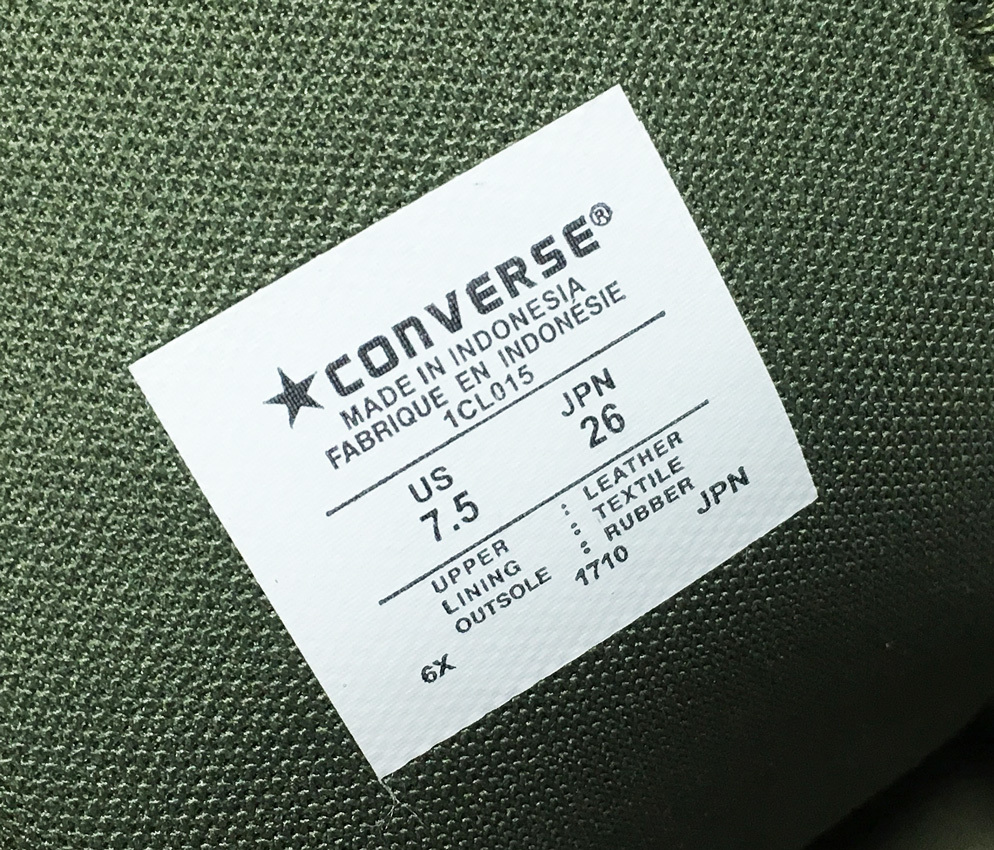 ★CONVERSE®
MADE IN INDONESIA
FABRIQUE EN INDONÉSIE
1CL015
US JPN
7.5 26
UPPER : LEATHER
LINING : TEXTILE
OUTSOLE : RUBBER
6X 1710 JPN